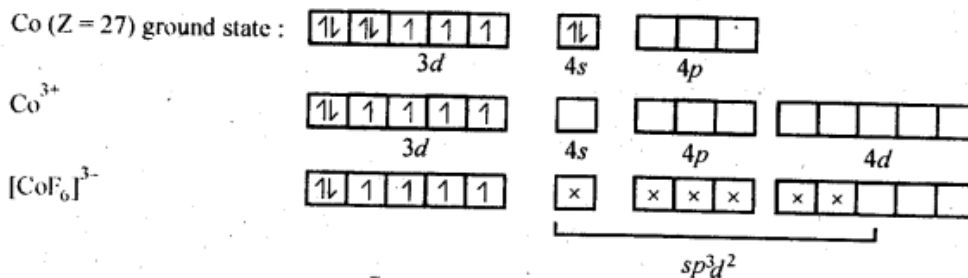 Co (Z = 27) ground state : ⥮ ⥮ ↿ ↿ ↿ ⥮
3d 4s 4p
Co³⁺ ⥮ ↿ ↿ ↿ ↿
3d 4s 4p 4d
[CoF₆]³⁻ ⥮ ↿ ↿ ↿ ↿ × × × × × ×
sp³d²